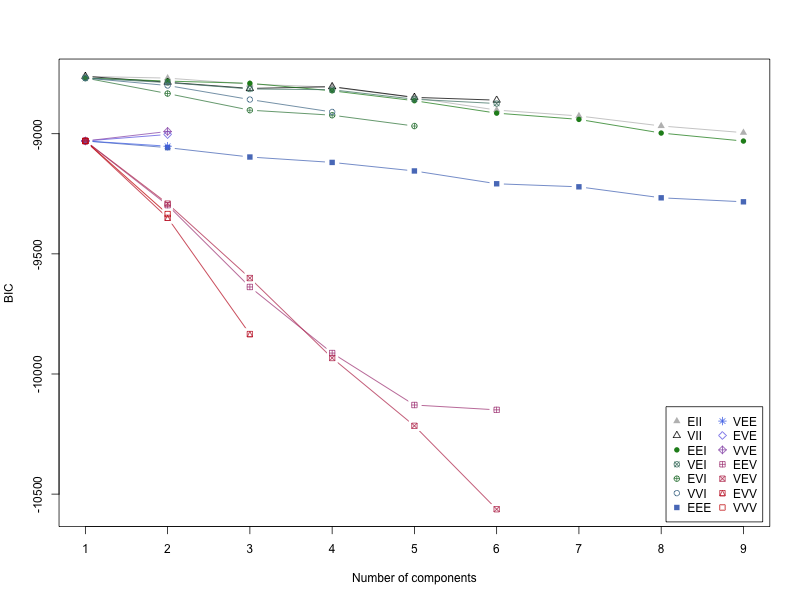 BIC
-9000
-9500
-10000
-10500
1 2 3 4 5 6 7 8 9
Number of components
EII VEE
VII EVE
EEI VVE
VEI EEV
EVI VEV
VVI EVV
EEE VVV